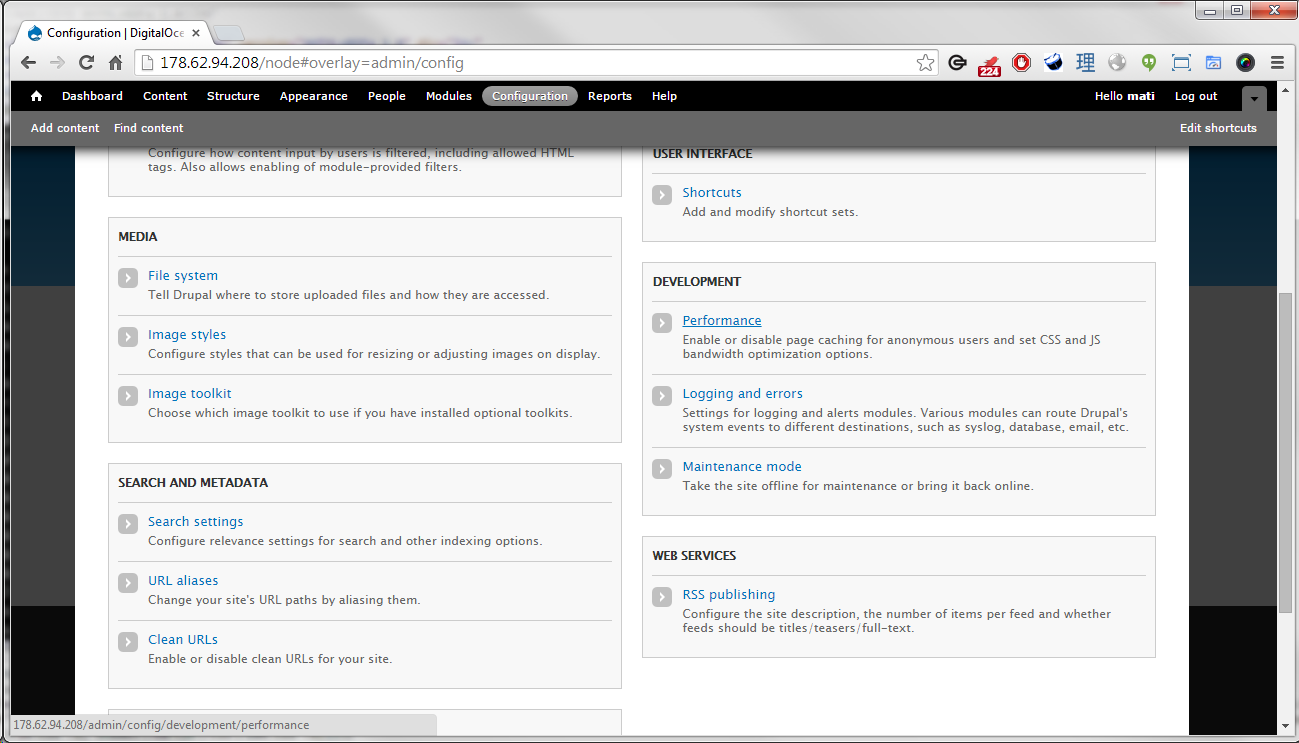 Configuration | DigitalOce
178.62.94.208/node#overlay=admin/config
224
理
Dashboard Content Structure Appearance People Modules Configuration Reports Help Hello mati Log out
Add content Find content Edit shortcuts
Configure how content input by users is filtered, including allowed HTML
tags. Also allows enabling of module-provided filters.
MEDIA
File system
Tell Drupal where to store uploaded files and how they are accessed.
Image styles
Configure styles that can be used for resizing or adjusting images on display.
Image toolkit
Choose which image toolkit to use if you have installed optional toolkits.
SEARCH AND METADATA
Search settings
Configure relevance settings for search and other indexing options.
URL aliases
Change your site's URL paths by aliasing them.
Clean URLs
Enable or disable clean URLs for your site.
USER INTERFACE
Shortcuts
Add and modify shortcut sets.
DEVELOPMENT
Performance
Enable or disable page caching for anonymous users and set CSS and JS
bandwidth optimization options.
Logging and errors
Settings for logging and alerts modules. Various modules can route Drupal's
system events to different destinations, such as syslog, database, email, etc.
Maintenance mode
Take the site offline for maintenance or bring it back online.
WEB SERVICES
RSS publishing
Configure the site description, the number of items per feed and whether
feeds should be titles/teasers/full-text.
178.62.94.208/admin/config/development/performance